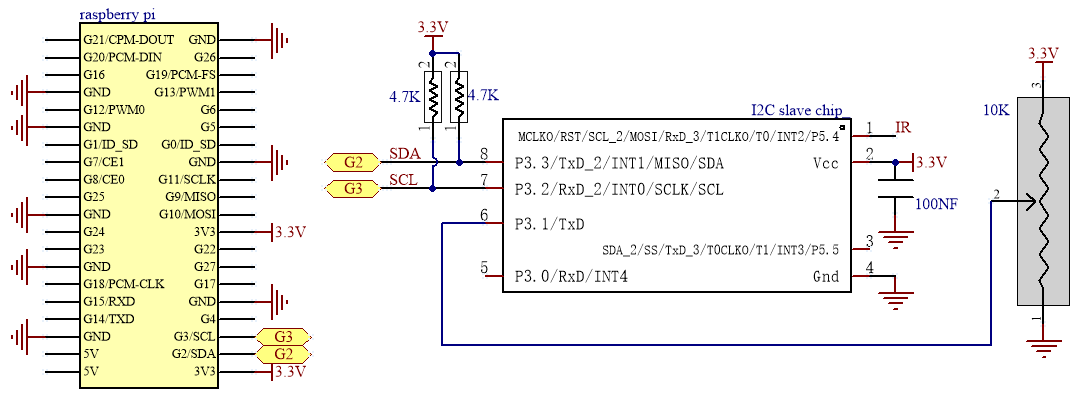 raspberry pi
G21/CPM-DOUT GND
G20/PCM-DIN G26
G16 G19/PCM-FS
GND G13/PWM1
G12/PWM0 G6
GND G5
G1/ID_SD G0/ID_SD
G7/CE1 GND
G8/CE0 G11/SCLK
G25 G9/MISO
GND G10/MOSI
G24 3V3 3.3V
G23 G22
GND G27
G18/PCM-CLK G17
G15/RXD GND
G14/TXD G4
GND G3/SCL G3
5V G2/SDA G2
5V 3V3 3.3V
3.3V
2 2
4.7K 4.7K
1 1
G2 SDA
G3 SCL
I2C slave chip
MCLKO/RST/SCL_2/MOSI/RxD_3/T1CLKO/T0/INT2/P5.4 1 IR
8 P3.3/TxD_2/INT1/MISO/SDA Vcc 2 3.3V
7 P3.2/RxD_2/INT0/SCLK/SCL
100NF
6 P3.1/TxD
SDA_2/SS/TxD_3/T0CLKO/T1/INT3/P5.5 3
5 P3.0/RxD/INT4 Gnd 4
3.3V
3
10K
2
1